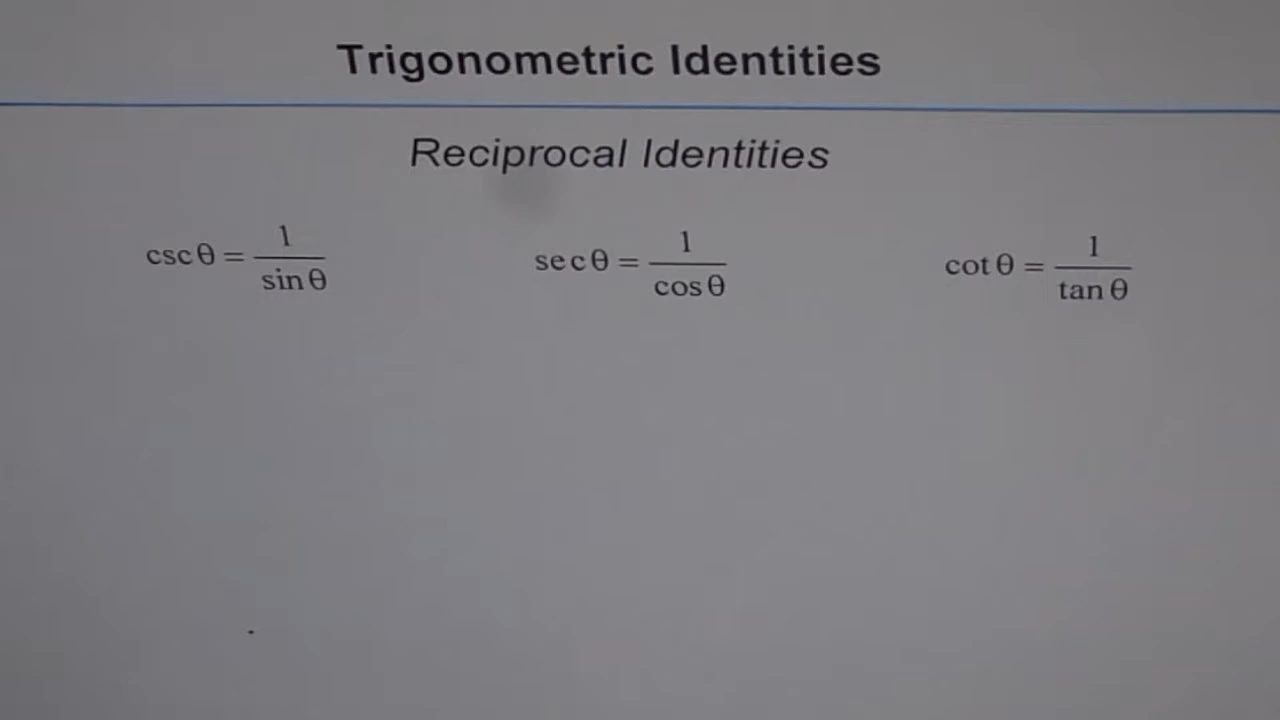 Trigonometric Identities
Reciprocal Identities
cscθ = 1/sinθ secθ = 1/cosθ cotθ = 1/tanθ